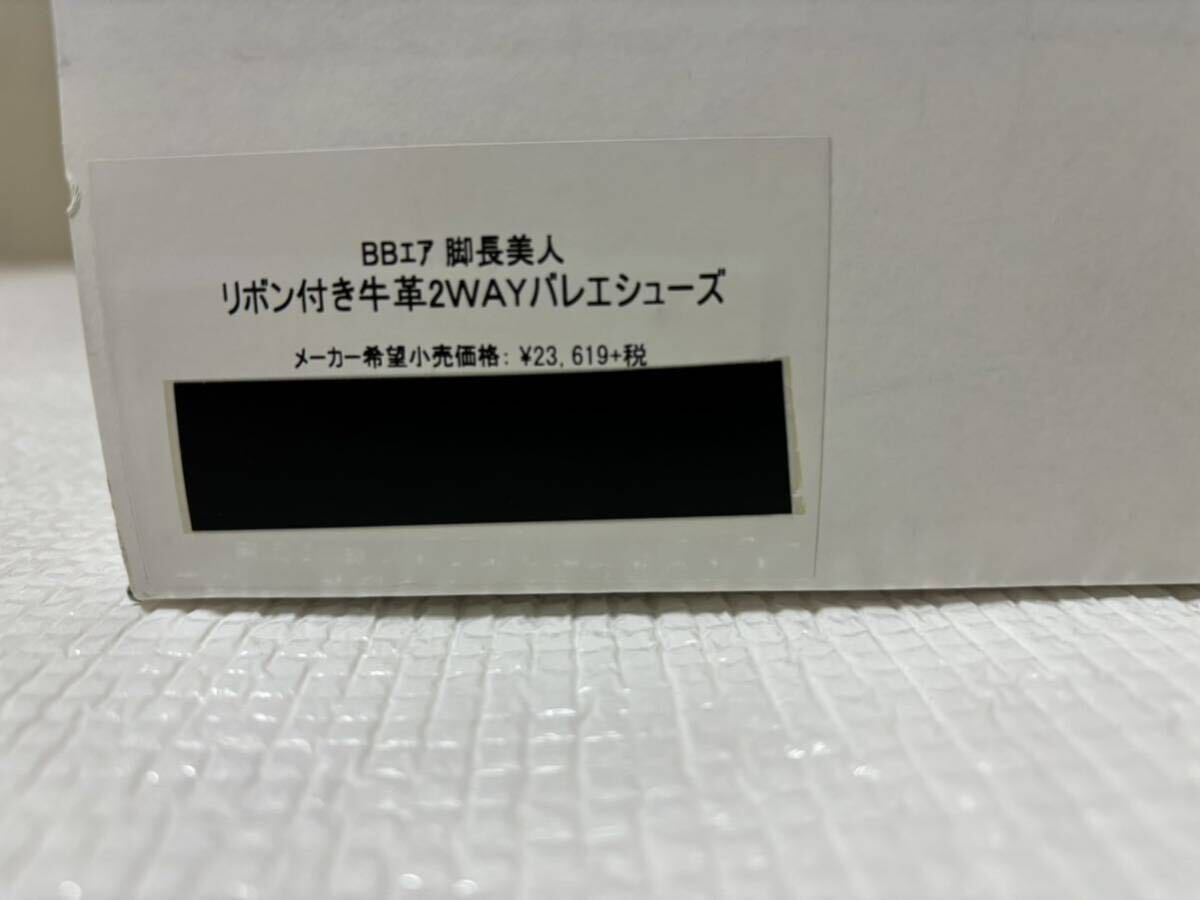 BBｴｱ 脚長美人
リボン付き牛革2WAYバレエシューズ
メーカー希望小売価格: ¥23,619+税